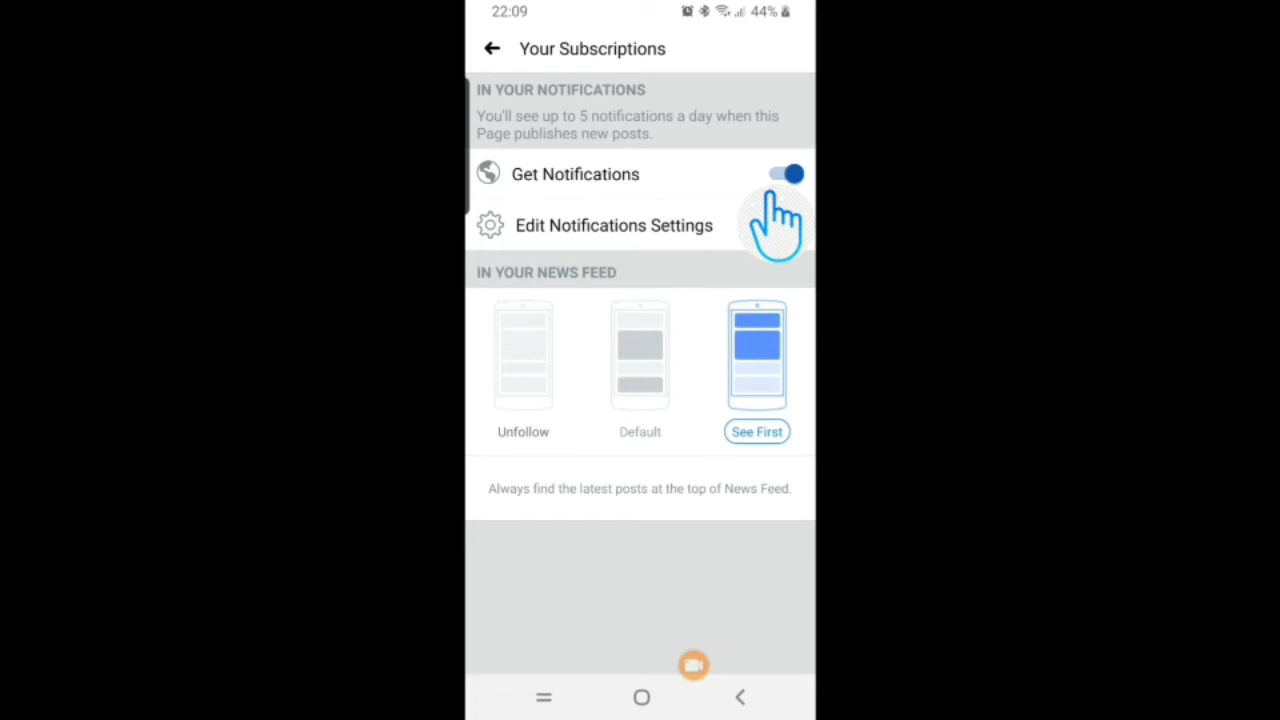 22:09 44%
Your Subscriptions
IN YOUR NOTIFICATIONS
You'll see up to 5 notifications a day when this
Page publishes new posts.
Get Notifications
Edit Notifications Settings
IN YOUR NEWS FEED
Unfollow Default See First
Always find the latest posts at the top of News Feed.